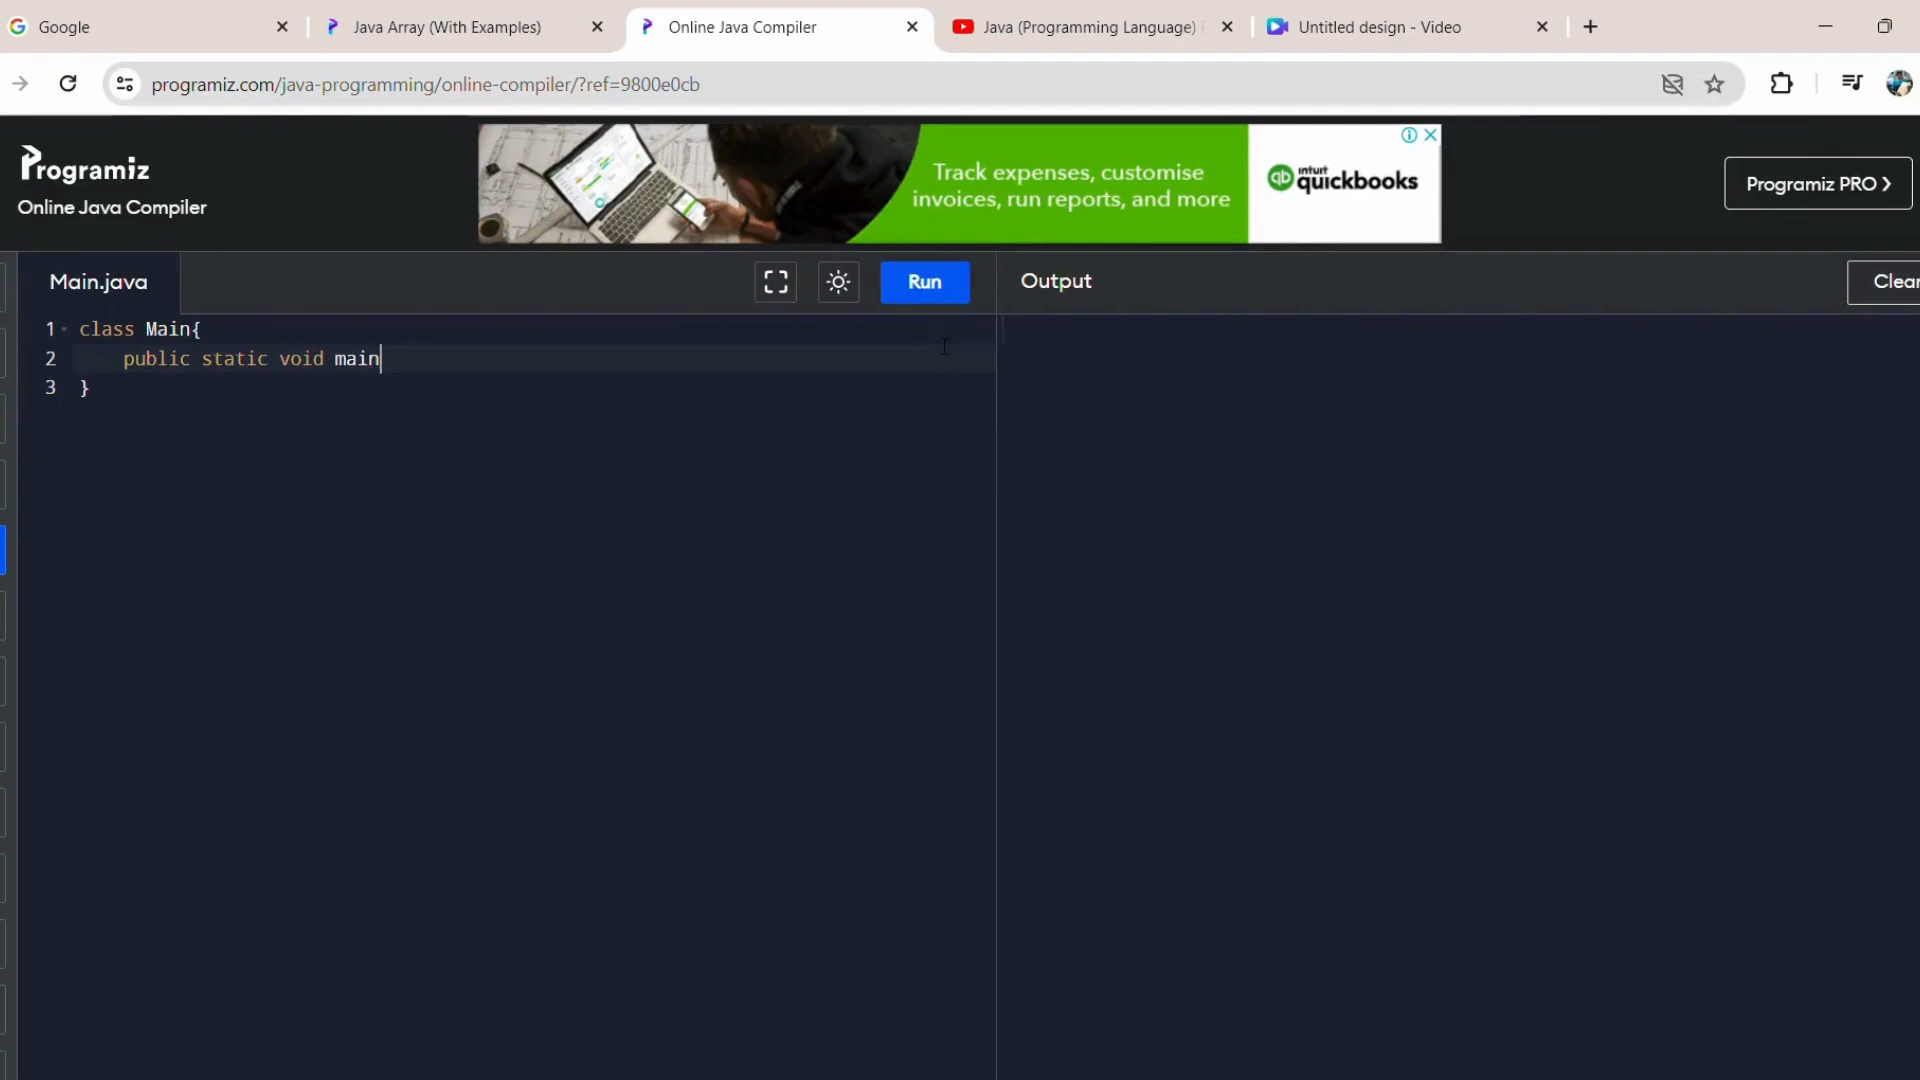 Google
Java Array (With Examples)
Online Java Compiler
Java (Programming Language)
Untitled design - Video
programiz.com/java-programming/online-compiler/?ref=9800e0cb
Programiz
Online Java Compiler
Track expenses, customise
invoices, run reports, and more
qb intuit quickbooks
Programiz PRO ❯
Main.java
Run
Output
Clear
1 class Main{
2     public static void main
3 }